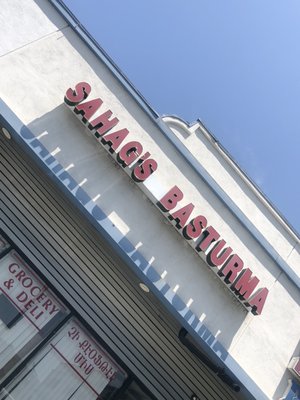 SAHAG'S BASTURMA
GROCERY
& DELI